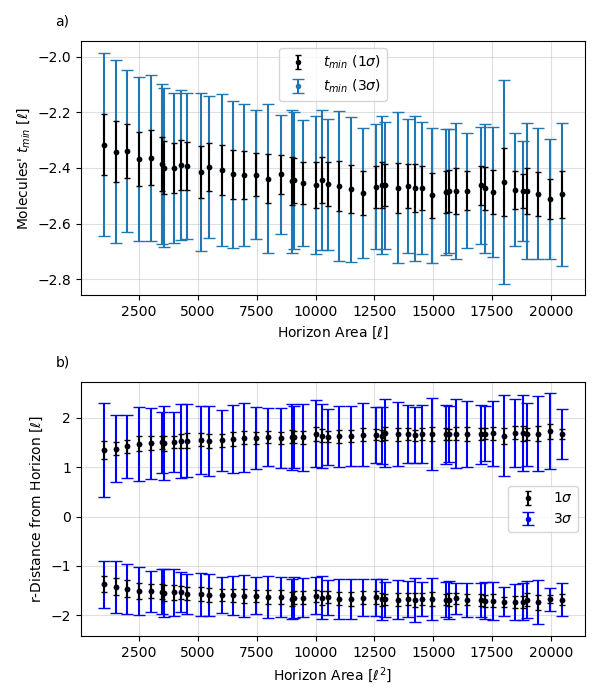 a)
−2.0
−2.2
−2.4
−2.6
−2.8
Molecules' t_min [ℓ]
t_min (1σ)
t_min (3σ)
2500 5000 7500 10000 12500 15000 17500 20000
Horizon Area [ℓ]
b)
2
1
0
−1
−2
r-Distance from Horizon [ℓ]
1σ
3σ
2500 5000 7500 10000 12500 15000 17500 20000
Horizon Area [ℓ²]